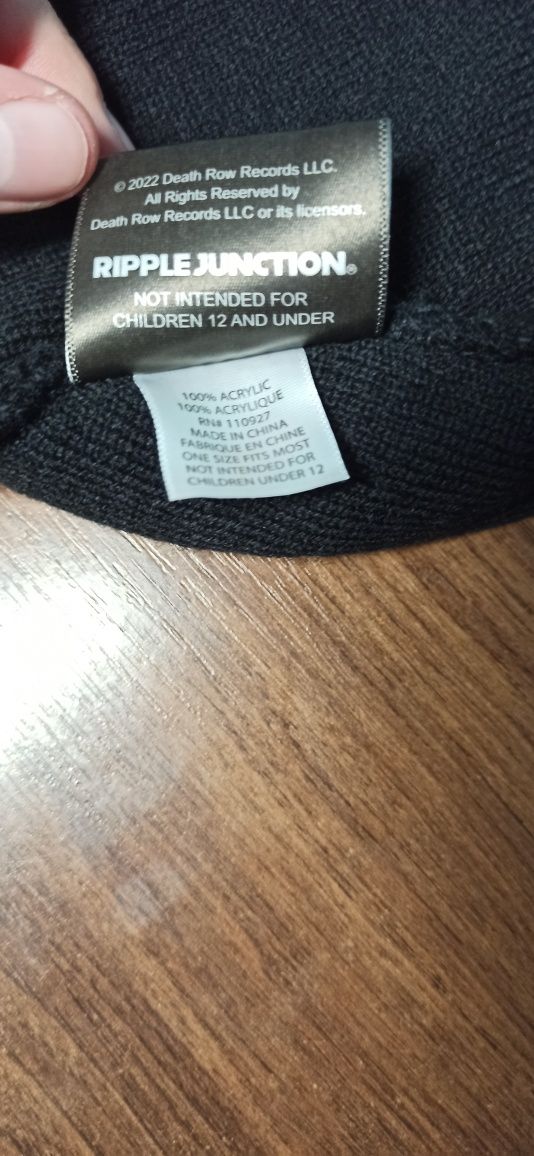 © 2022 Death Row Records LLC.
All Rights Reserved by
Death Row Records LLC or its licensors.
RIPPLE JUNCTION®
NOT INTENDED FOR
CHILDREN 12 AND UNDER
100% ACRYLIC
100% ACRYLIQUE
RN# 110927
MADE IN CHINA
FABRIQUE EN CHINE
ONE SIZE FITS MOST
NOT INTENDED FOR
CHILDREN UNDER 12